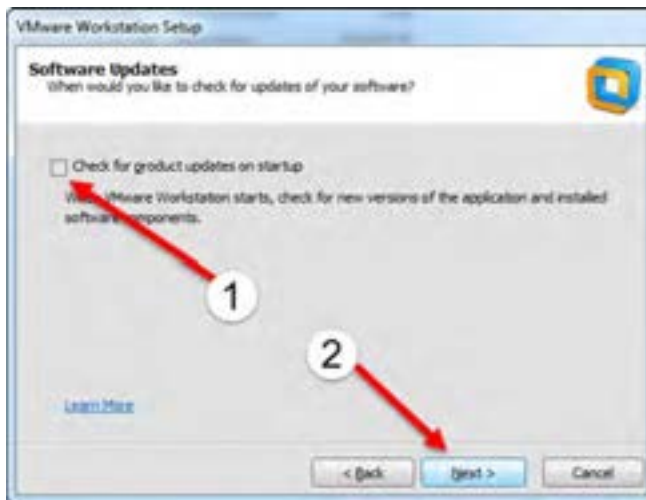 VMware Workstation Setup
Software Updates
When would you like to check for updates of your software?
Check for product updates on startup
When VMware Workstation starts, check for new versions of the application and installed
software components.
1
2
Learn More
< Back
Next >
Cancel